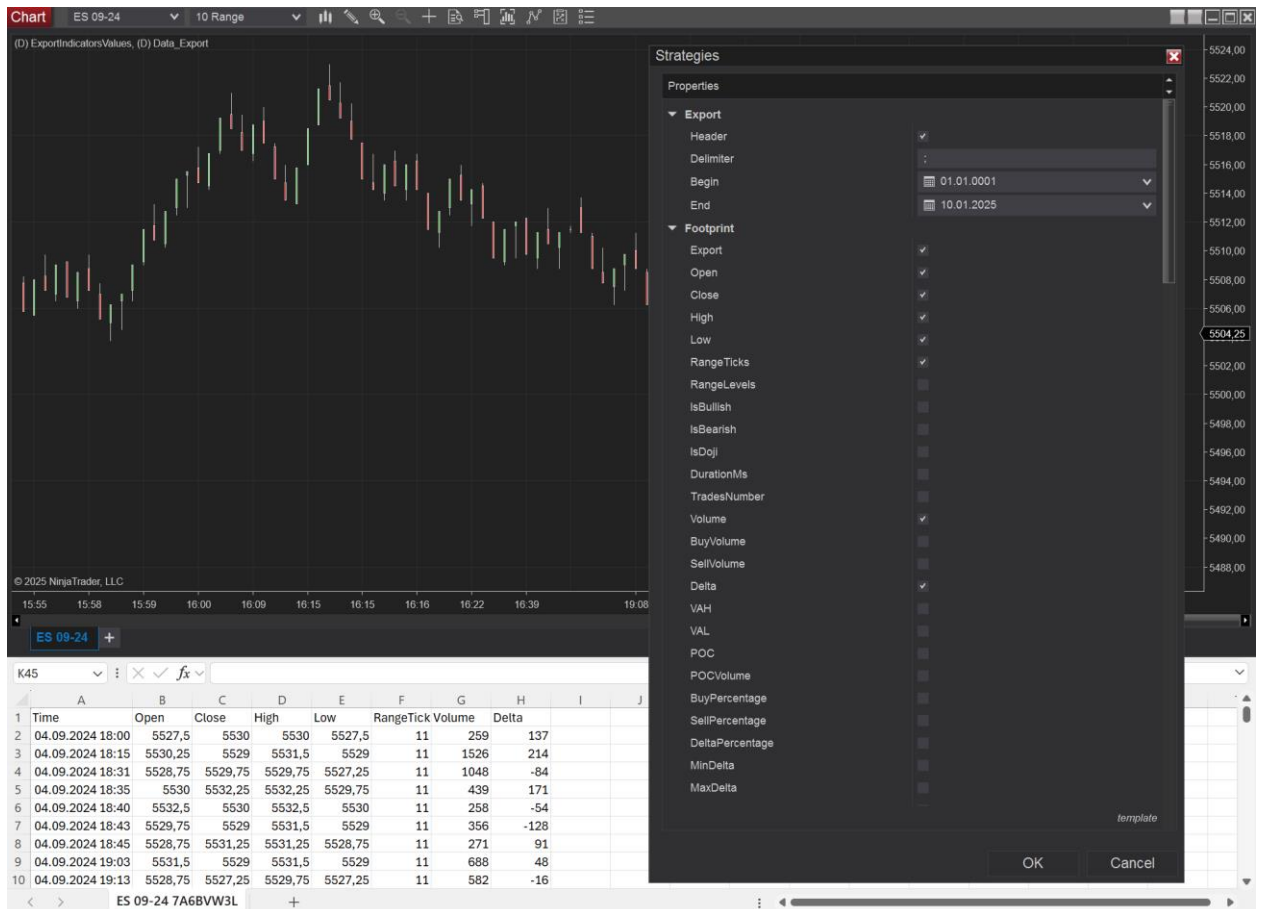 Chart ES 09-24 10 Range
(D) ExportIndicatorsValues, (D) Data_Export
5524,00
5522,00
5520,00
5518,00
5516,00
5514,00
5512,00
5510,00
5508,00
5506,00
5504,25
5502,00
5500,00
5498,00
5496,00
5494,00
5492,00
5490,00
5488,00
© 2025 NinjaTrader, LLC
15:55 15:58 15:59 16:00 16:09 16:15 16:15 16:16 16:22 16:39 19:08
ES 09-24 +
Strategies
Properties
Export
Header
Delimiter ;
Begin 01.01.0001
End 10.01.2025
Footprint
Export
Open
Close
High
Low
RangeTicks
RangeLevels
IsBullish
IsBearish
IsDoji
DurationMs
TradesNumber
Volume
BuyVolume
SellVolume
Delta
VAH
VAL
POC
POCVolume
BuyPercentage
SellPercentage
DeltaPercentage
MinDelta
MaxDelta
template
OK Cancel
K45 fx
A B C D E F G H I J
1 Time Open Close High Low RangeTick Volume Delta
2 04.09.2024 18:00 5527,5 5530 5530 5527,5 11 259 137
3 04.09.2024 18:15 5530,25 5529 5531,5 5529 11 1526 214
4 04.09.2024 18:31 5528,75 5529,75 5529,75 5527,25 11 1048 -84
5 04.09.2024 18:35 5530 5532,25 5532,25 5529,75 11 439 171
6 04.09.2024 18:40 5532,5 5530 5532,5 5530 11 258 -54
7 04.09.2024 18:43 5529,75 5529 5531,5 5529 11 356 -128
8 04.09.2024 18:45 5528,75 5531,25 5531,25 5528,75 11 271 91
9 04.09.2024 19:03 5531,5 5529 5531,5 5529 11 688 48
10 04.09.2024 19:13 5528,75 5527,25 5529,75 5527,25 11 582 -16
ES 09-24 7A6BVW3L +